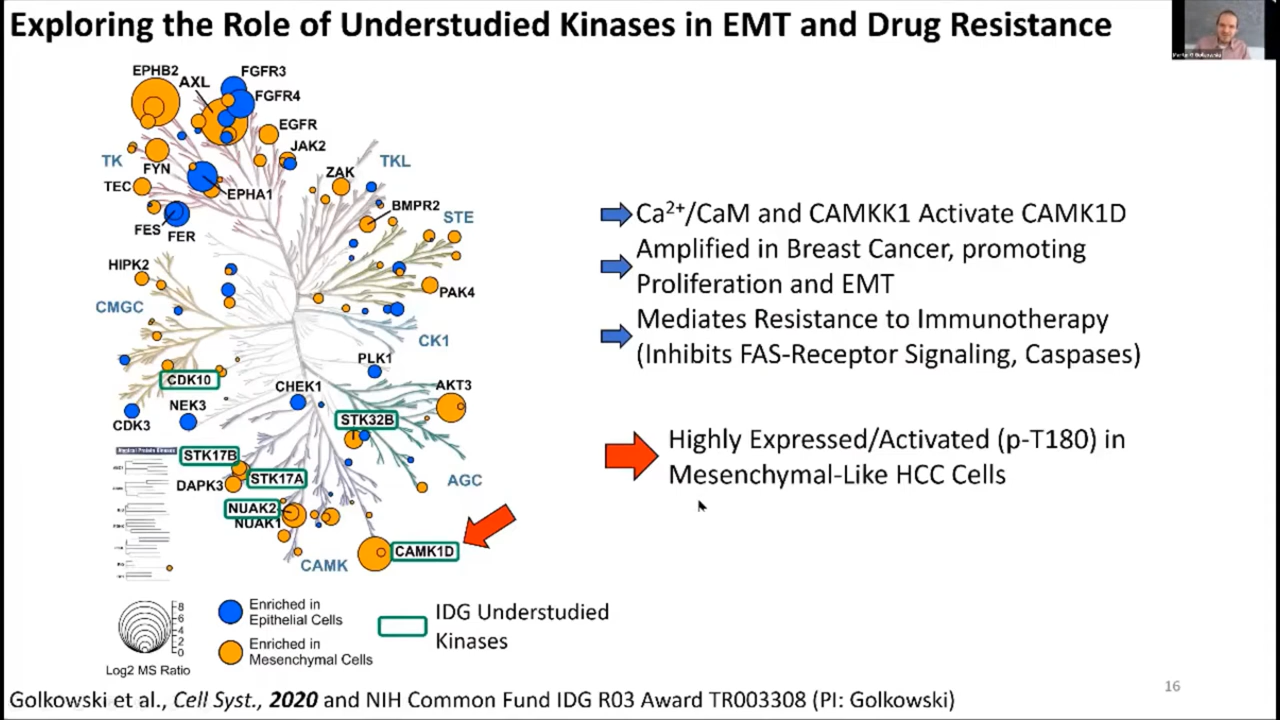 Exploring the Role of Understudied Kinases in EMT and Drug Resistance
EPHB2
AXL
FGFR3
FGFR4
EGFR
JAK2
TK
FYN
ZAK
TKL
TEC
EPHA1
BMPR2
STE
FES
FER
HIPK2
PAK4
CMGC
CK1
PLK1
CDK10
CHEK1
AKT3
NEK3
CDK3
STK32B
STK17B
DAPK3
STK17A
AGC
NUAK2
NUAK1
CAMK1D
CAMK
Ca²⁺/CaM and CAMKK1 Activate CAMK1D
Amplified in Breast Cancer, promoting
Proliferation and EMT
Mediates Resistance to Immunotherapy
(Inhibits FAS-Receptor Signaling, Caspases)
Highly Expressed/Activated (p-T180) in
Mesenchymal-Like HCC Cells
8
6
4
2
0
Log2 MS Ratio
Enriched in
Epithelial Cells
Enriched in
Mesenchymal Cells
IDG Understudied
Kinases
16
Golkowski et al., Cell Syst., 2020 and NIH Common Fund IDG R03 Award TR003308 (PI: Golkowski)